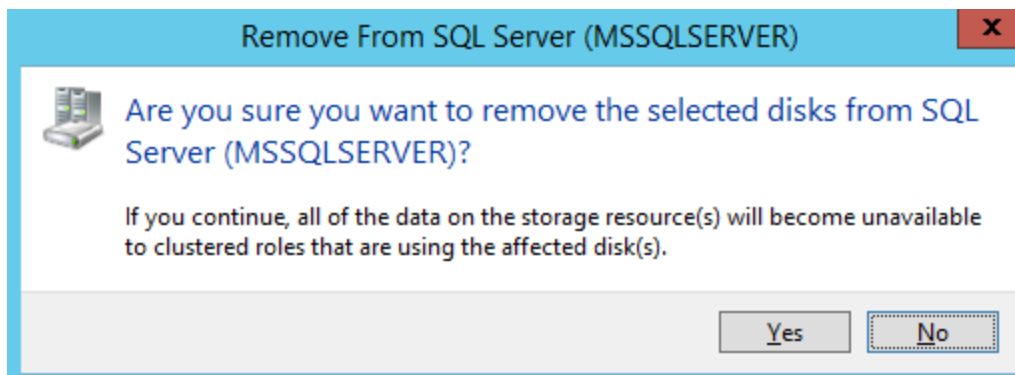 Remove From SQL Server (MSSQLSERVER)
x
Are you sure you want to remove the selected disks from SQL
Server (MSSQLSERVER)?
If you continue, all of the data on the storage resource(s) will become unavailable
to clustered roles that are using the affected disk(s).
Yes
No